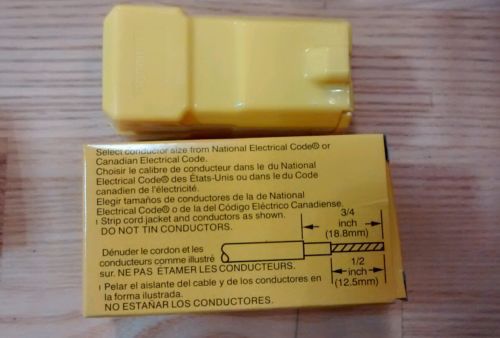 Select conductor size from National Electrical Code® or
Canadian Electrical Code.
Choisir le calibre de conducteur dans le du National
Electrical Code® des États-Unis ou dans le du Code
canadien de l'électricité.
Elegir tamaños de conductores de la de National
Electrical Code® o de la del Código Eléctrico Canadiense.
Strip cord jacket and conductors as shown.
DO NOT TIN CONDUCTORS.
3/4
inch
(18.8mm)
Dénuder le cordon et les
conducteurs comme illustré
sur. NE PAS ÉTAMER LES CONDUCTEURS.
1/2
inch
(12.5mm)
Pelar el aislante del cable y de los conductores en
la forma ilustrada.
NO ESTAÑAR LOS CONDUCTORES.